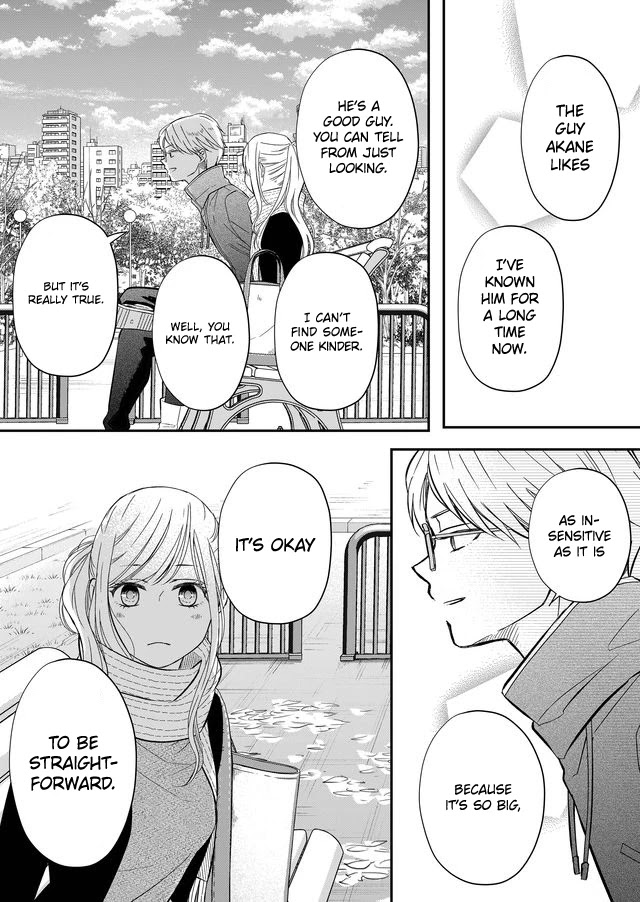 THE
GUY
AKANE
LIKES
I'VE
KNOWN
HIM FOR
A LONG
TIME
NOW.
HE'S A
GOOD GUY.
YOU CAN TELL
FROM JUST
LOOKING.
I CAN'T
FIND SOME-
ONE KINDER.
WELL, YOU
KNOW THAT.
BUT IT'S
REALLY TRUE.
AS IN-
SENSITIVE
AS IT IS
BECAUSE
IT'S SO BIG,
IT'S OKAY
TO BE
STRAIGHT-
FORWARD.